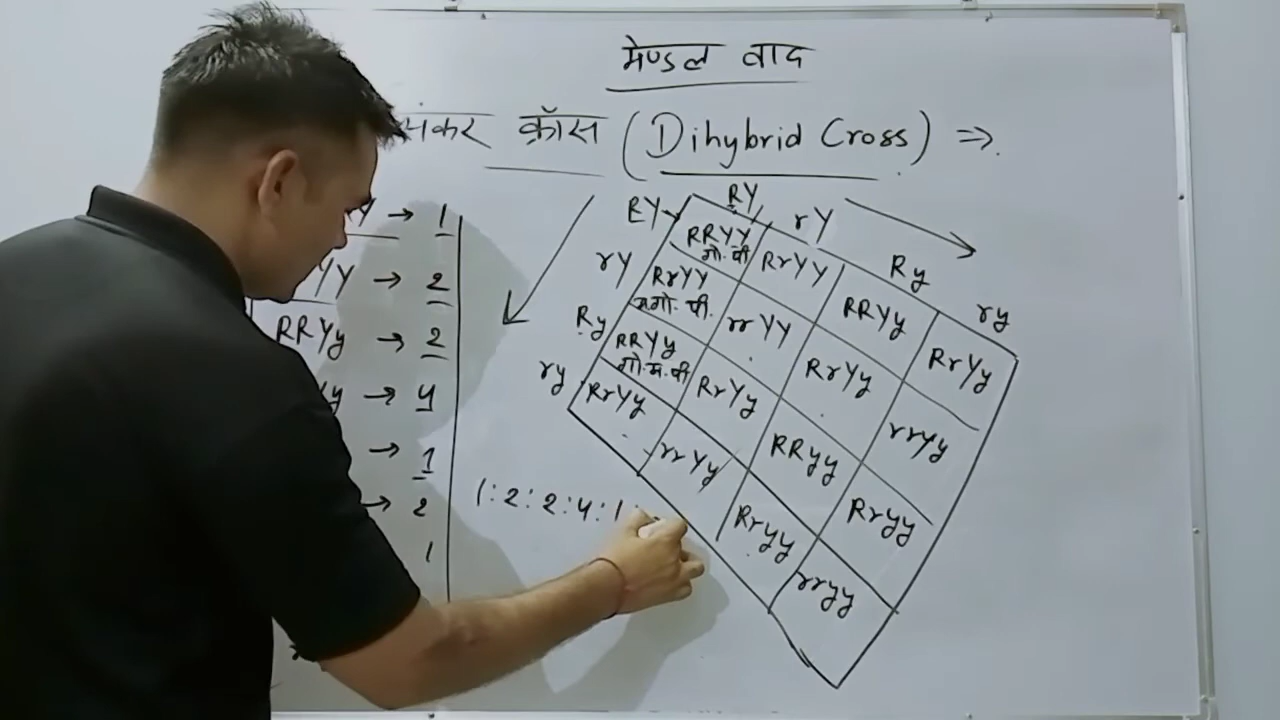 मेण्डल वाद
संकर क्रॉस (Dihybrid Cross) ⇒
RY
RY rY Ry ry
rY
Ry
ry
RRYY RrYY RRYy RrYy
गो. पी
RrYY rrYY RrYy rrYy
गो. पी.
RRYy RrYy RRyy Rryy
गो. पी
RrYy rrYy Rryy rryy
Y → 1
YY → 2
RRYy → 2
y → 4
→ 1
→ 2
1
1:2:2:4:1